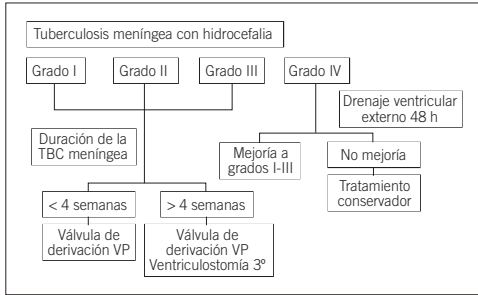 Tuberculosis meníngea con hidrocefalia
Grado I
Grado II
Grado III
Grado IV
Drenaje ventricular
externo 48 h
Duración de la
TBC meníngea
Mejoría a
grados I-III
No mejoría
Tratamiento
conservador
< 4 semanas
> 4 semanas
Válvula de
derivación VP
Válvula de
derivación VP
Ventriculostomía 3º